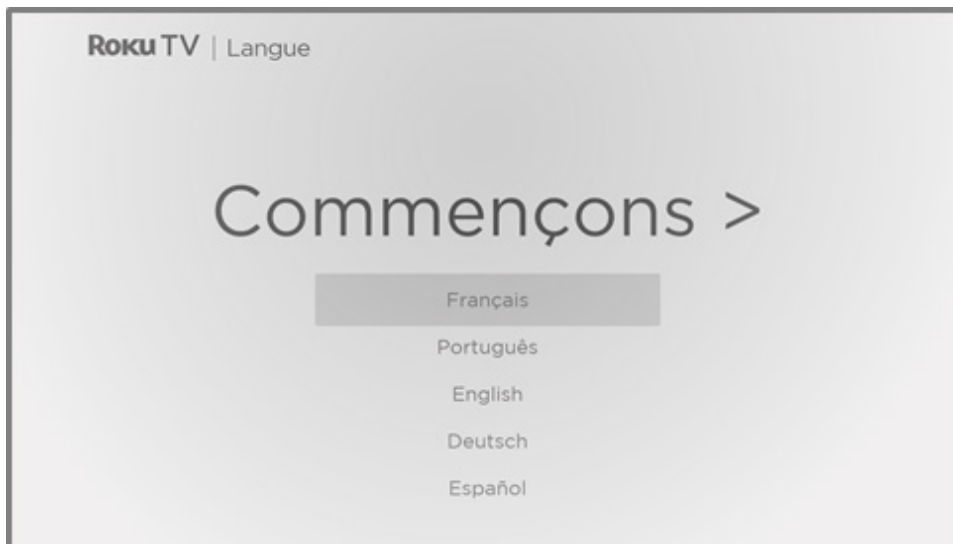 Roku TV | Langue
Commençons >
Français
Português
English
Deutsch
Español